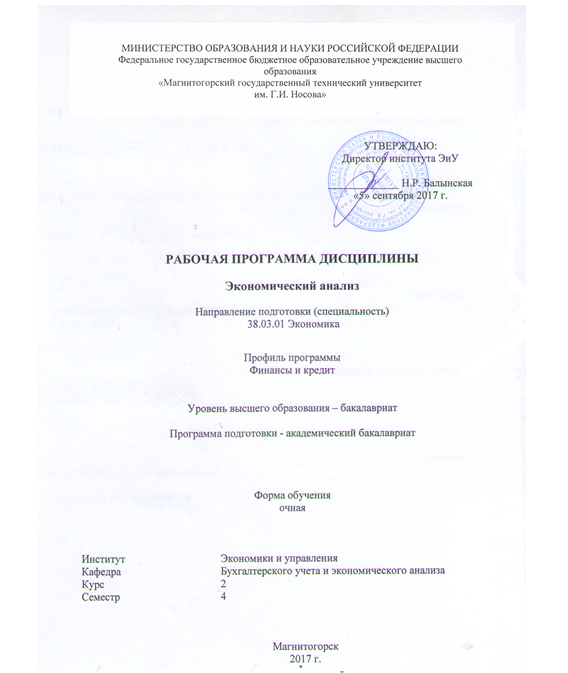 МИНИСТЕРСТВО ОБРАЗОВАНИЯ И НАУКИ РОССИЙСКОЙ ФЕДЕРАЦИИ
Федеральное государственное бюджетное образовательное учреждение высшего
образования
«Магнитогорский государственный технический университет
им. Г.И. Носова»
УТВЕРЖДАЮ:
Директор института ЭиУ
Н.Р. Балынская
«5» сентября 2017 г.
РАБОЧАЯ ПРОГРАММА ДИСЦИПЛИНЫ
Экономический анализ
Направление подготовки (специальность)
38.03.01 Экономика
Профиль программы
Финансы и кредит
Уровень высшего образования – бакалавриат
Программа подготовки - академический бакалавриат
Форма обучения
очная
Институт Экономики и управления
Кафедра Бухгалтерского учета и экономического анализа
Курс 2
Семестр 4
Магнитогорск
2017 г.